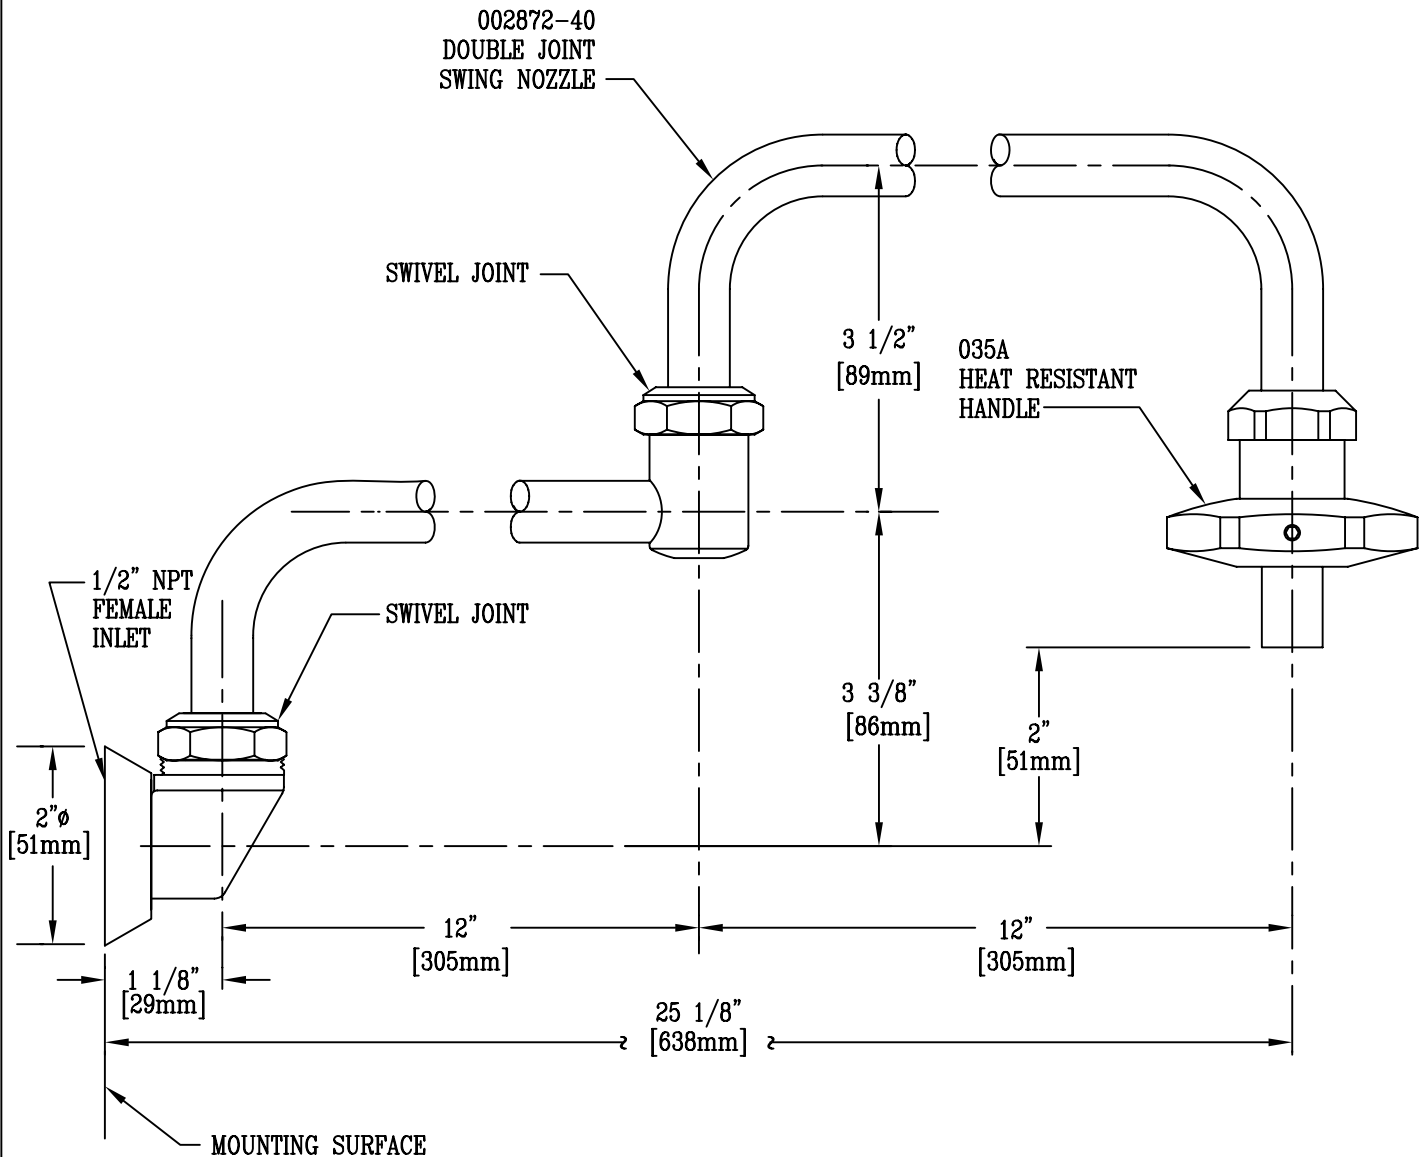 002872-40
DOUBLE JOINT
SWING NOZZLE
SWIVEL JOINT
3 1/2"
[89mm]
035A
HEAT RESISTANT
HANDLE
1/2" NPT
FEMALE
INLET
SWIVEL JOINT
3 3/8"
[86mm]
2"
[51mm]
2"ø
[51mm]
12"
[305mm]
12"
[305mm]
1 1/8"
[29mm]
25 1/8"
[638mm]
MOUNTING SURFACE